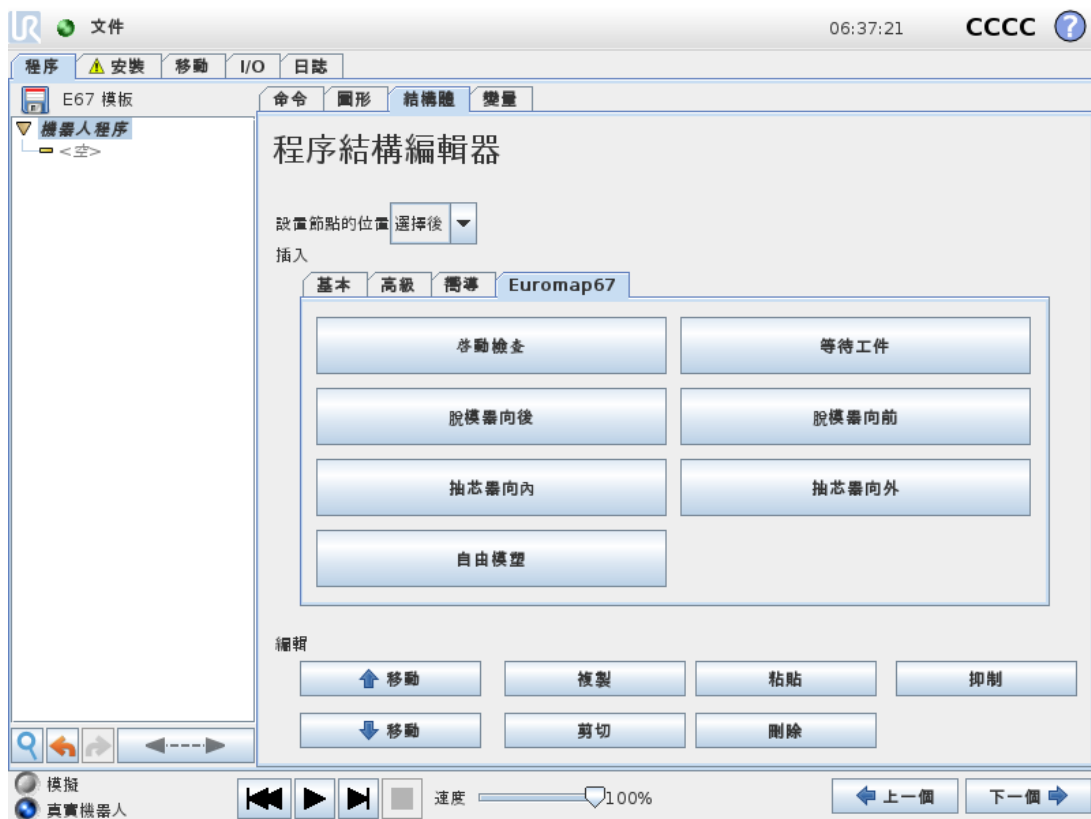 UR 文件 06:37:21 CCCC ?
程序 安裝 移動 I/O 日誌
E67 模板
命令 圖形 結構體 變量
機器人程序
<空>
程序結構編輯器
設置節點的位置 選擇後
插入
基本 高級 嚮導 Euromap67
啓動檢查 等待工件
脫模器向後 脫模器向前
抽芯器向內 抽芯器向外
自由模塑
編輯
移動 複製 粘貼 抑制
移動 剪切 刪除
模擬
真實機器人
速度 100%
上一個 下一個